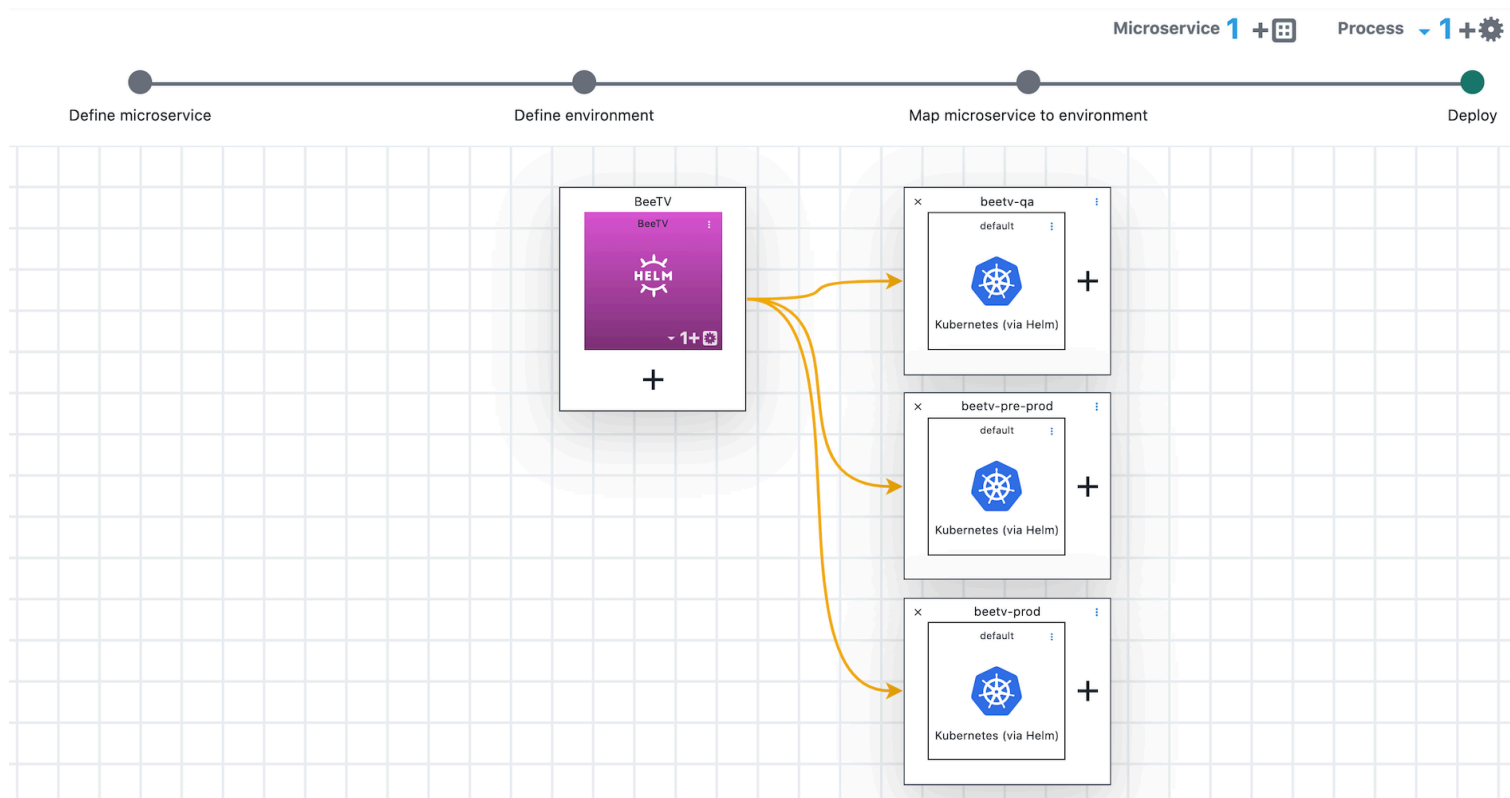 Microservice 1 +
Process 1 +
Define microservice
Define environment
Map microservice to environment
Deploy
BeeTV
BeeTV
HELM
1+
+
beetv-qa
default
Kubernetes (via Helm)
+
beetv-pre-prod
default
Kubernetes (via Helm)
+
beetv-prod
default
Kubernetes (via Helm)
+